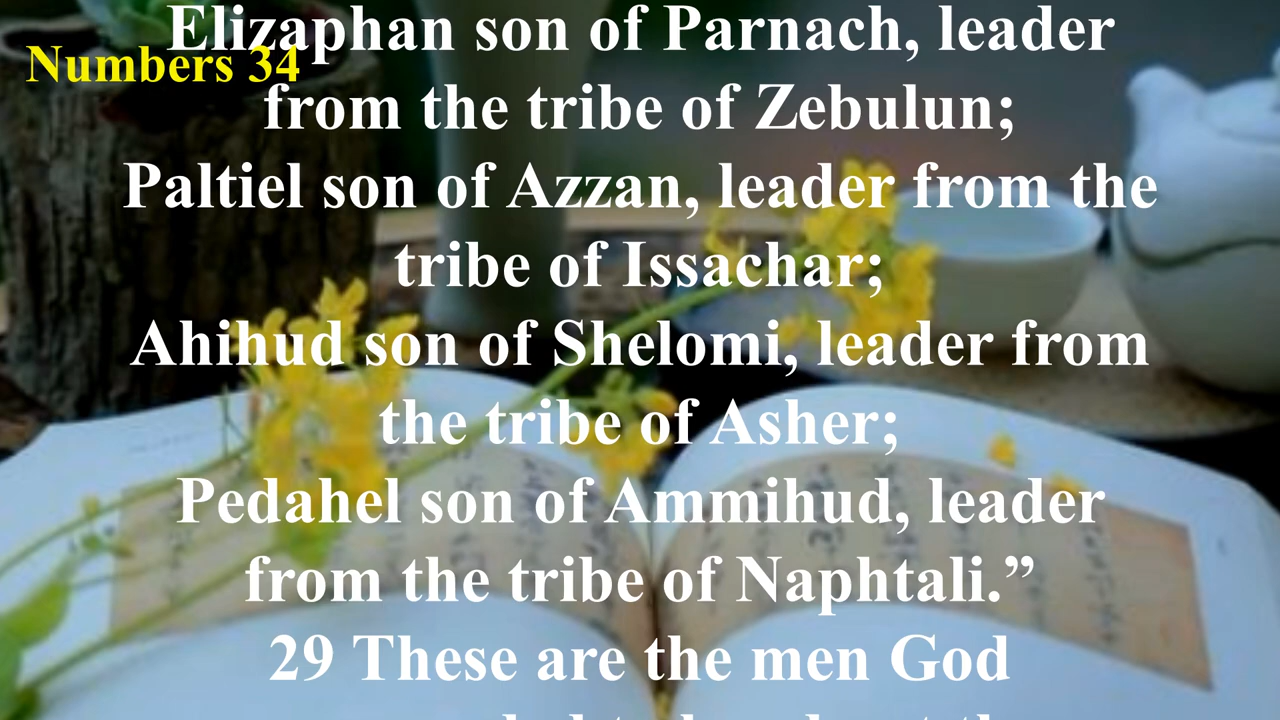 Elizaphan son of Parnach, leader
Numbers 34
from the tribe of Zebulun;
Paltiel son of Azzan, leader from the
tribe of Issachar;
Ahihud son of Shelomi, leader from
the tribe of Asher;
Pedahel son of Ammihud, leader
from the tribe of Naphtali.”
29 These are the men God